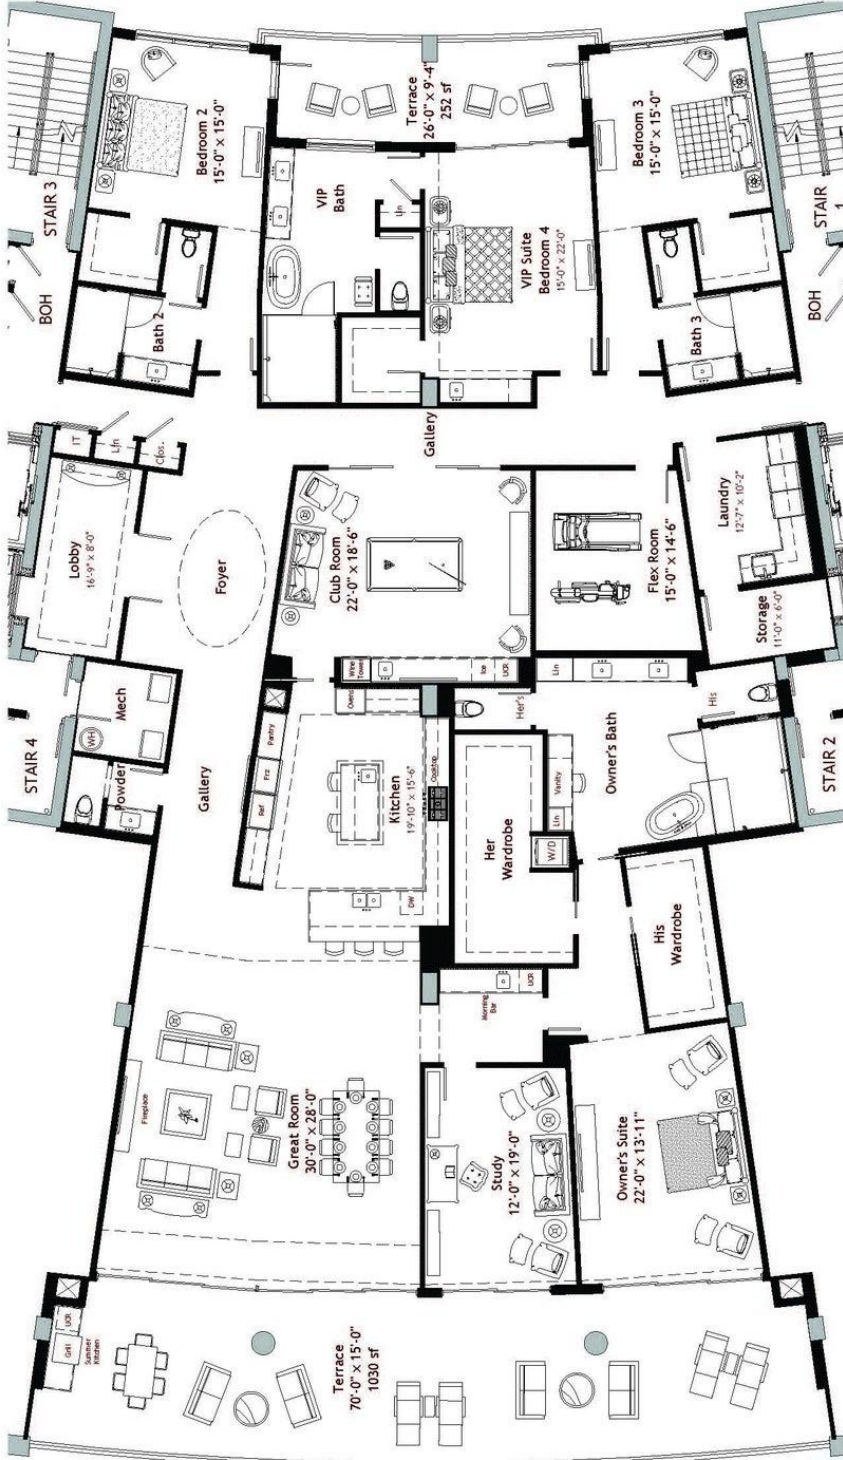 STAIR 3
Bedroom 2
15'-0" x 15'-0"
Terrace
26'-0" x 9'-4"
252 sf
Bedroom 3
15'-0" x 15'-0"
STAIR
1
BOH
Bath 2
VIP
Bath
Lin
VIP Suite
Bedroom 4
15'-0" x 22'-0"
Bath 3
BOH
IT
Lin
Clos.
Gallery
Lobby
16'-9" x 8'-0"
Foyer
Club Room
22'-0" x 18'-6"
Wine
Tower
Ice
UCR
Flex Room
15'-0" x 14'-6"
Laundry
12'-7" x 10'-2"
Storage
11'-0" x 6'-0"
STAIR 4
Mech
WH
Powder
Gallery
Pantry
Frz
Ref
Ovens
Kitchen
19'-10" x 15'-6"
Cooktop
DW
Her's
Lin
Owner's Bath
Vanity
Lin
W/D
His
STAIR 2
Her
Wardrobe
His
Wardrobe
Morning
Bar
UCR
Fireplace
Great Room
30'-0" x 28'-0"
Study
12'-0" x 19'-0"
Owner's Suite
22'-0" x 13'-11"
UCR
Grill
Summer
Kitchen
Terrace
70'-0" x 15'-0"
1030 sf